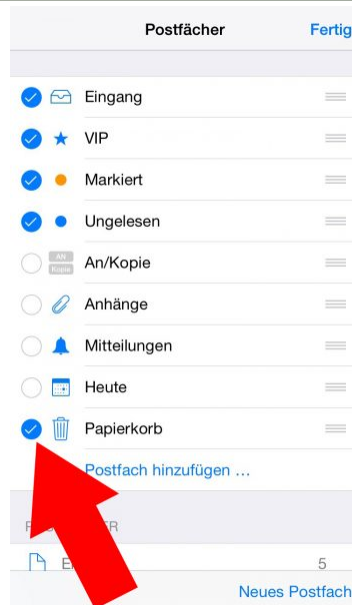 Postfächer Fertig
Eingang
VIP
Markiert
Ungelesen
AN
Kopie
An/Kopie
Anhänge
Mitteilungen
Heute
Papierkorb
Postfach hinzufügen ...
5
Neues Postfach